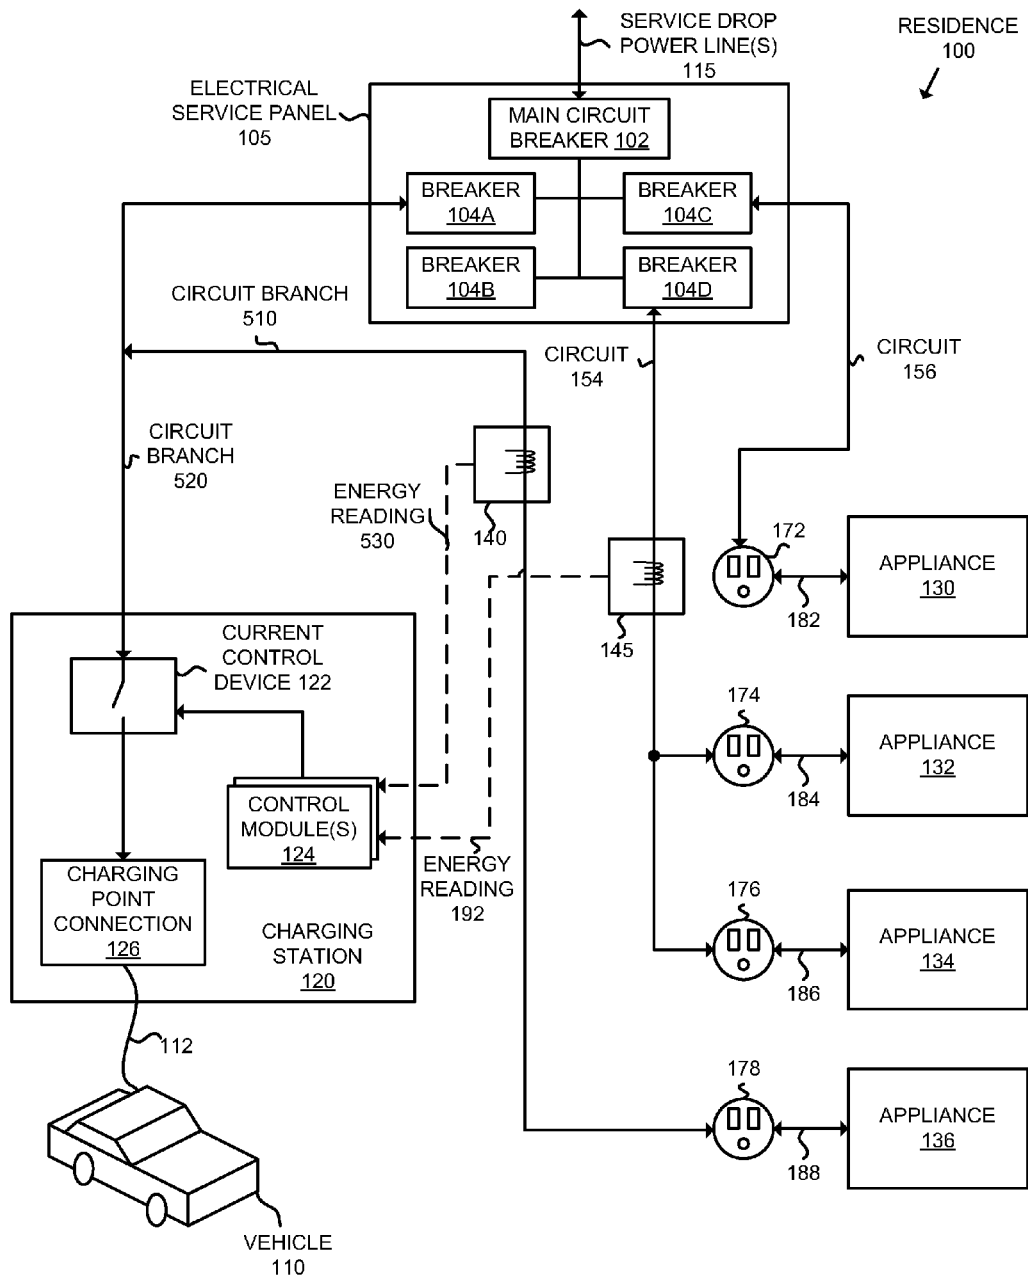 SERVICE DROP
POWER LINE(S)
115
RESIDENCE
100
ELECTRICAL
SERVICE PANEL
105
MAIN CIRCUIT
BREAKER 102
BREAKER
104A
BREAKER
104C
BREAKER
104B
BREAKER
104D
CIRCUIT BRANCH
510
CIRCUIT
154
CIRCUIT
156
CIRCUIT
BRANCH
520
ENERGY
READING
530
140
145
172
APPLIANCE
130
182
CURRENT
CONTROL
DEVICE 122
174
APPLIANCE
132
184
CONTROL
MODULE(S)
124
ENERGY
READING
192
CHARGING
POINT
CONNECTION
126
CHARGING
STATION
120
176
APPLIANCE
134
186
112
178
APPLIANCE
136
188
VEHICLE
110